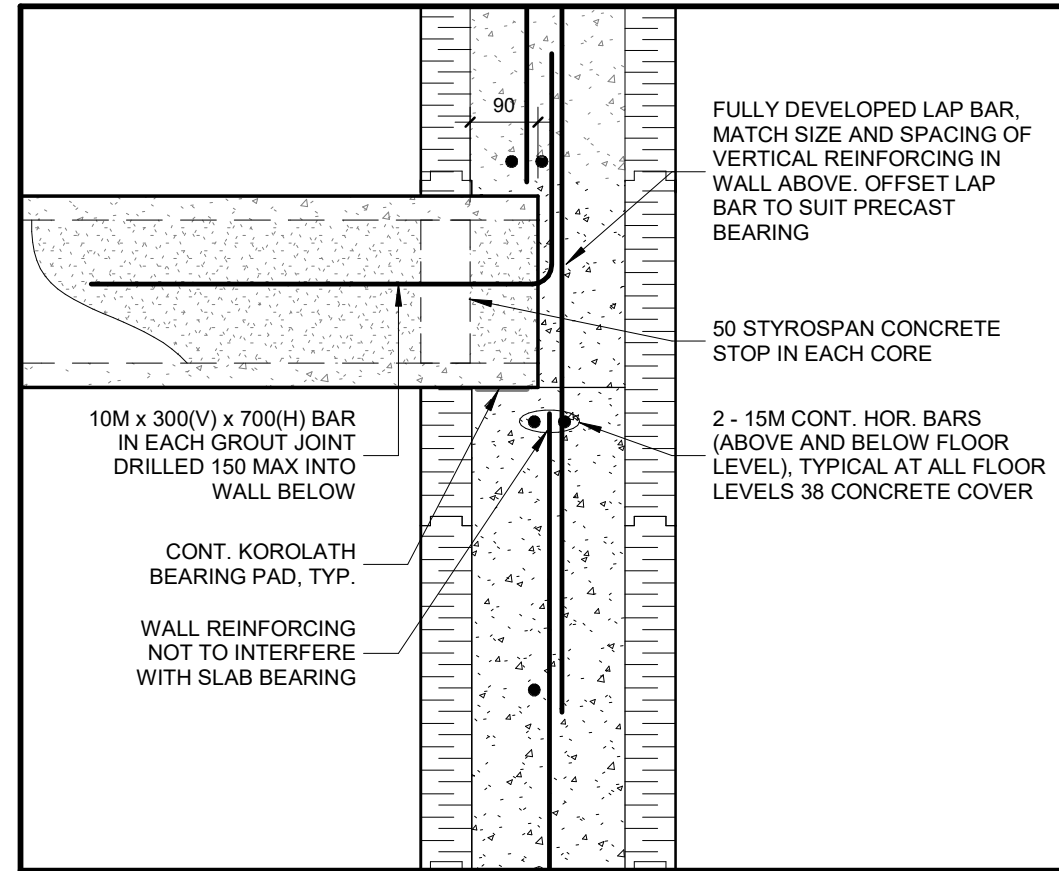 90
FULLY DEVELOPED LAP BAR,
MATCH SIZE AND SPACING OF
VERTICAL REINFORCING IN
WALL ABOVE. OFFSET LAP
BAR TO SUIT PRECAST
BEARING
50 STYROSPAN CONCRETE
STOP IN EACH CORE
10M x 300(V) x 700(H) BAR
IN EACH GROUT JOINT
DRILLED 150 MAX INTO
WALL BELOW
2 - 15M CONT. HOR. BARS
(ABOVE AND BELOW FLOOR
LEVEL), TYPICAL AT ALL FLOOR
LEVELS 38 CONCRETE COVER
CONT. KOROLATH
BEARING PAD, TYP.
WALL REINFORCING
NOT TO INTERFERE
WITH SLAB BEARING